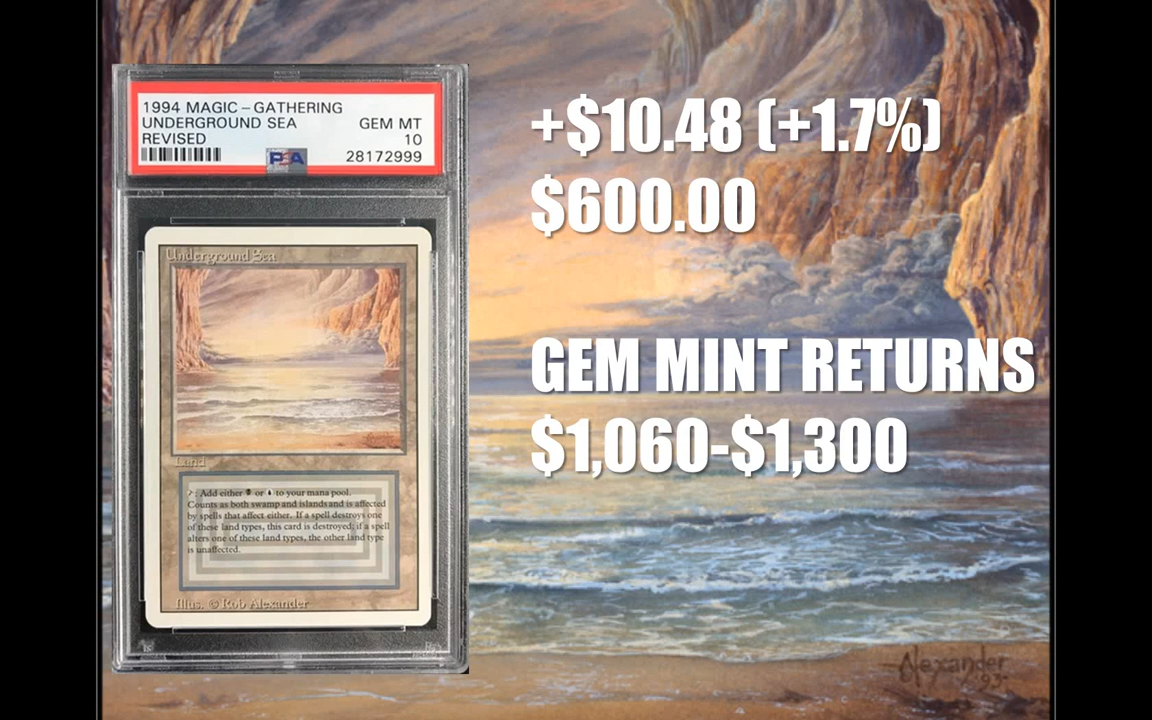 1994 MAGIC – GATHERING
UNDERGROUND SEA GEM MT
REVISED 10
PSA 28172999
Underground Sea
Land
: Add either or to your mana pool.
Counts as both swamp and islands and is affected
by spells that affect either. If a spell destroys one
of these land types, this card is destroyed; if a spell
alters one of these land types, the other land type
is unaffected.
Illus. © Rob Alexander
+$10.48 (+1.7%)
$600.00
GEM MINT RETURNS
$1,060-$1,300
Alexander
93-